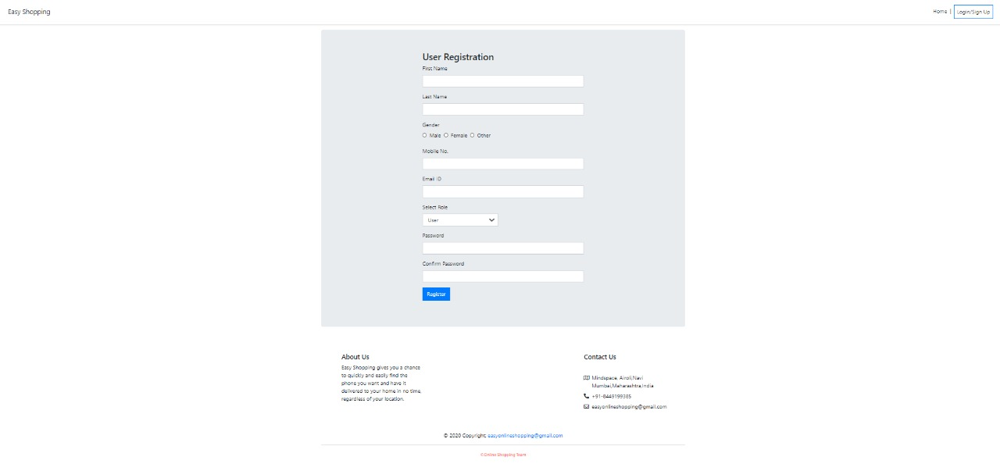 Easy Shopping
Home | Login/Sign Up
User Registration
First Name
Last Name
Gender
Male Female Other
Mobile No.
Email ID
Select Role
User
Password
Confirm Password
Register
About Us
Easy Shopping gives you a chance
to quickly and easily find the
phone you want and have it
delivered to your home in no time,
regardless of your location.
Contact Us
Mindspace, Airoli,Navi
Mumbai,Maharashtra,India
+91-8449199385
easyonlineshopping@gmail.com
© 2020 Copyright: easyonlineshopping@gmail.com
©Online Shopping Team